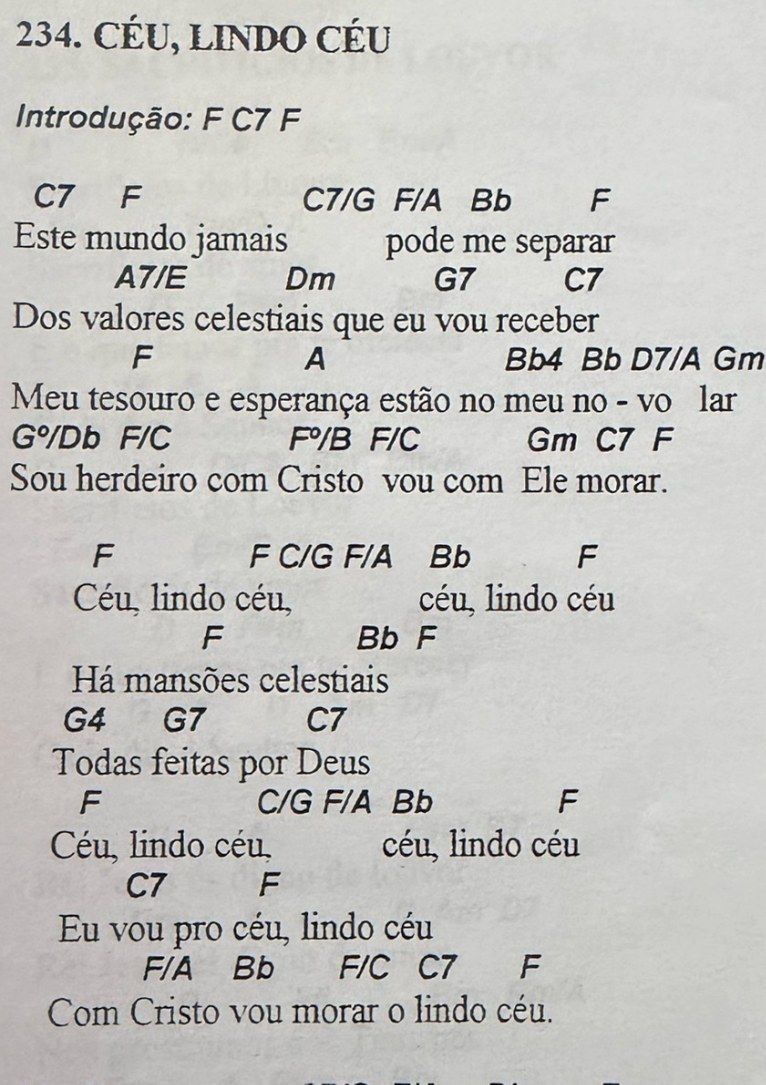 234. CÉU, LINDO CÉU
Introdução: F C7 F
C7 F C7/G F/A Bb F
Este mundo jamais pode me separar
A7/E Dm G7 C7
Dos valores celestiais que eu vou receber
F A Bb4 Bb D7/A Gm
Meu tesouro e esperança estão no meu no - vo lar
Gº/Db F/C Fº/B F/C Gm C7 F
Sou herdeiro com Cristo vou com Ele morar.
F F C/G F/A Bb F
Céu, lindo céu, céu, lindo céu
F Bb F
Há mansões celestiais
G4 G7 C7
Todas feitas por Deus
F C/G F/A Bb F
Céu, lindo céu, céu, lindo céu
C7 F
Eu vou pro céu, lindo céu
F/A Bb F/C C7 F
Com Cristo vou morar o lindo céu.